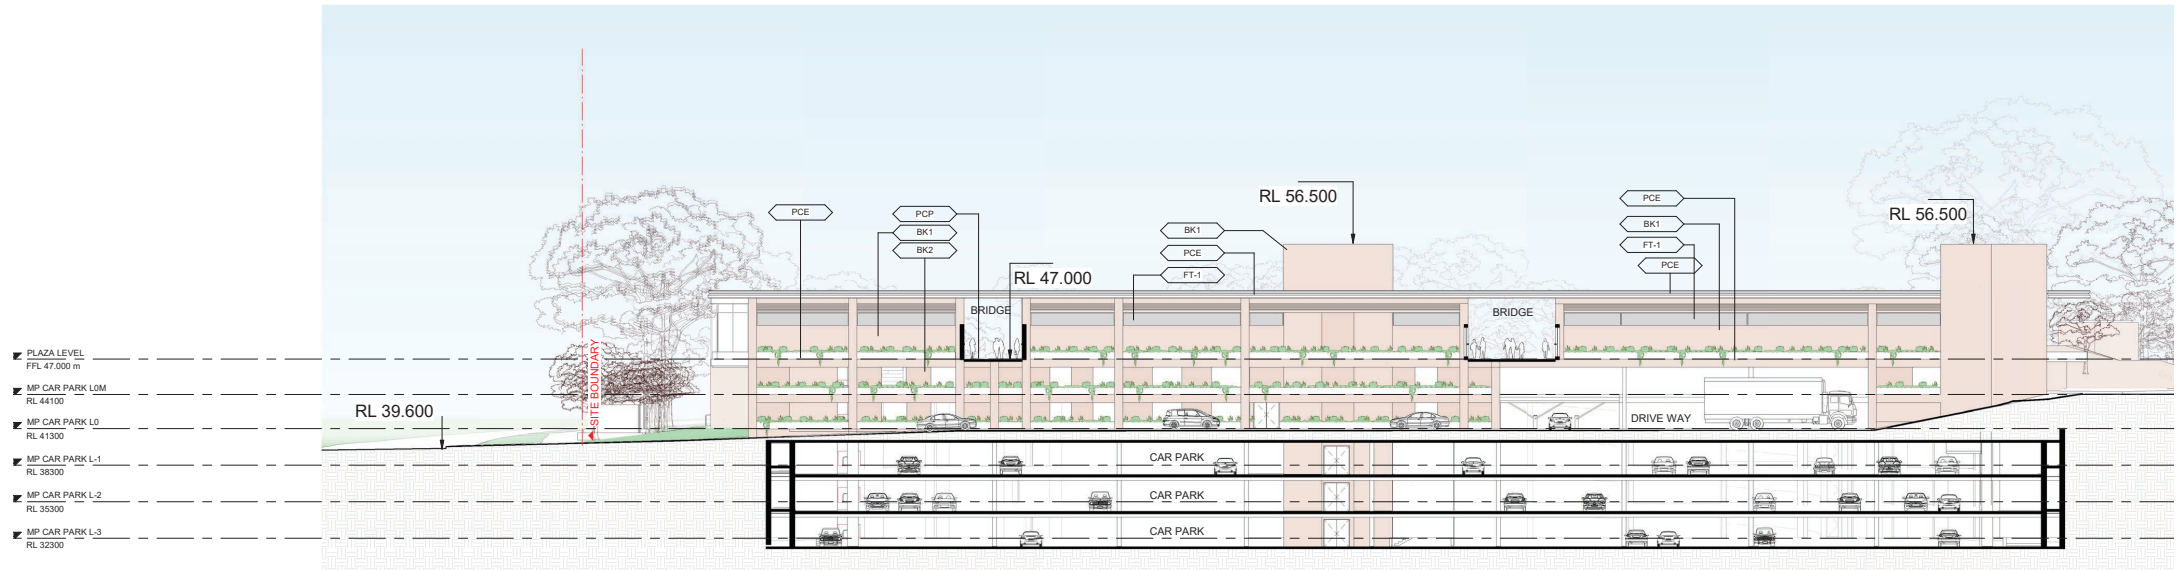 PCE
PCP
BK1
BK2
RL 47.000
BRIDGE
BK1
PCE
FT-1
RL 56.500
PCE
BK1
FT-1
PCE
RL 56.500
BRIDGE
SITE BOUNDARY
RL 39.600
DRIVE WAY
PLAZA LEVEL
FFL 47.000 m
MP CAR PARK L0M
RL 44100
MP CAR PARK L0
RL 41300
MP CAR PARK L-1
RL 38300
MP CAR PARK L-2
RL 35300
MP CAR PARK L-3
RL 32300
CAR PARK
CAR PARK
CAR PARK